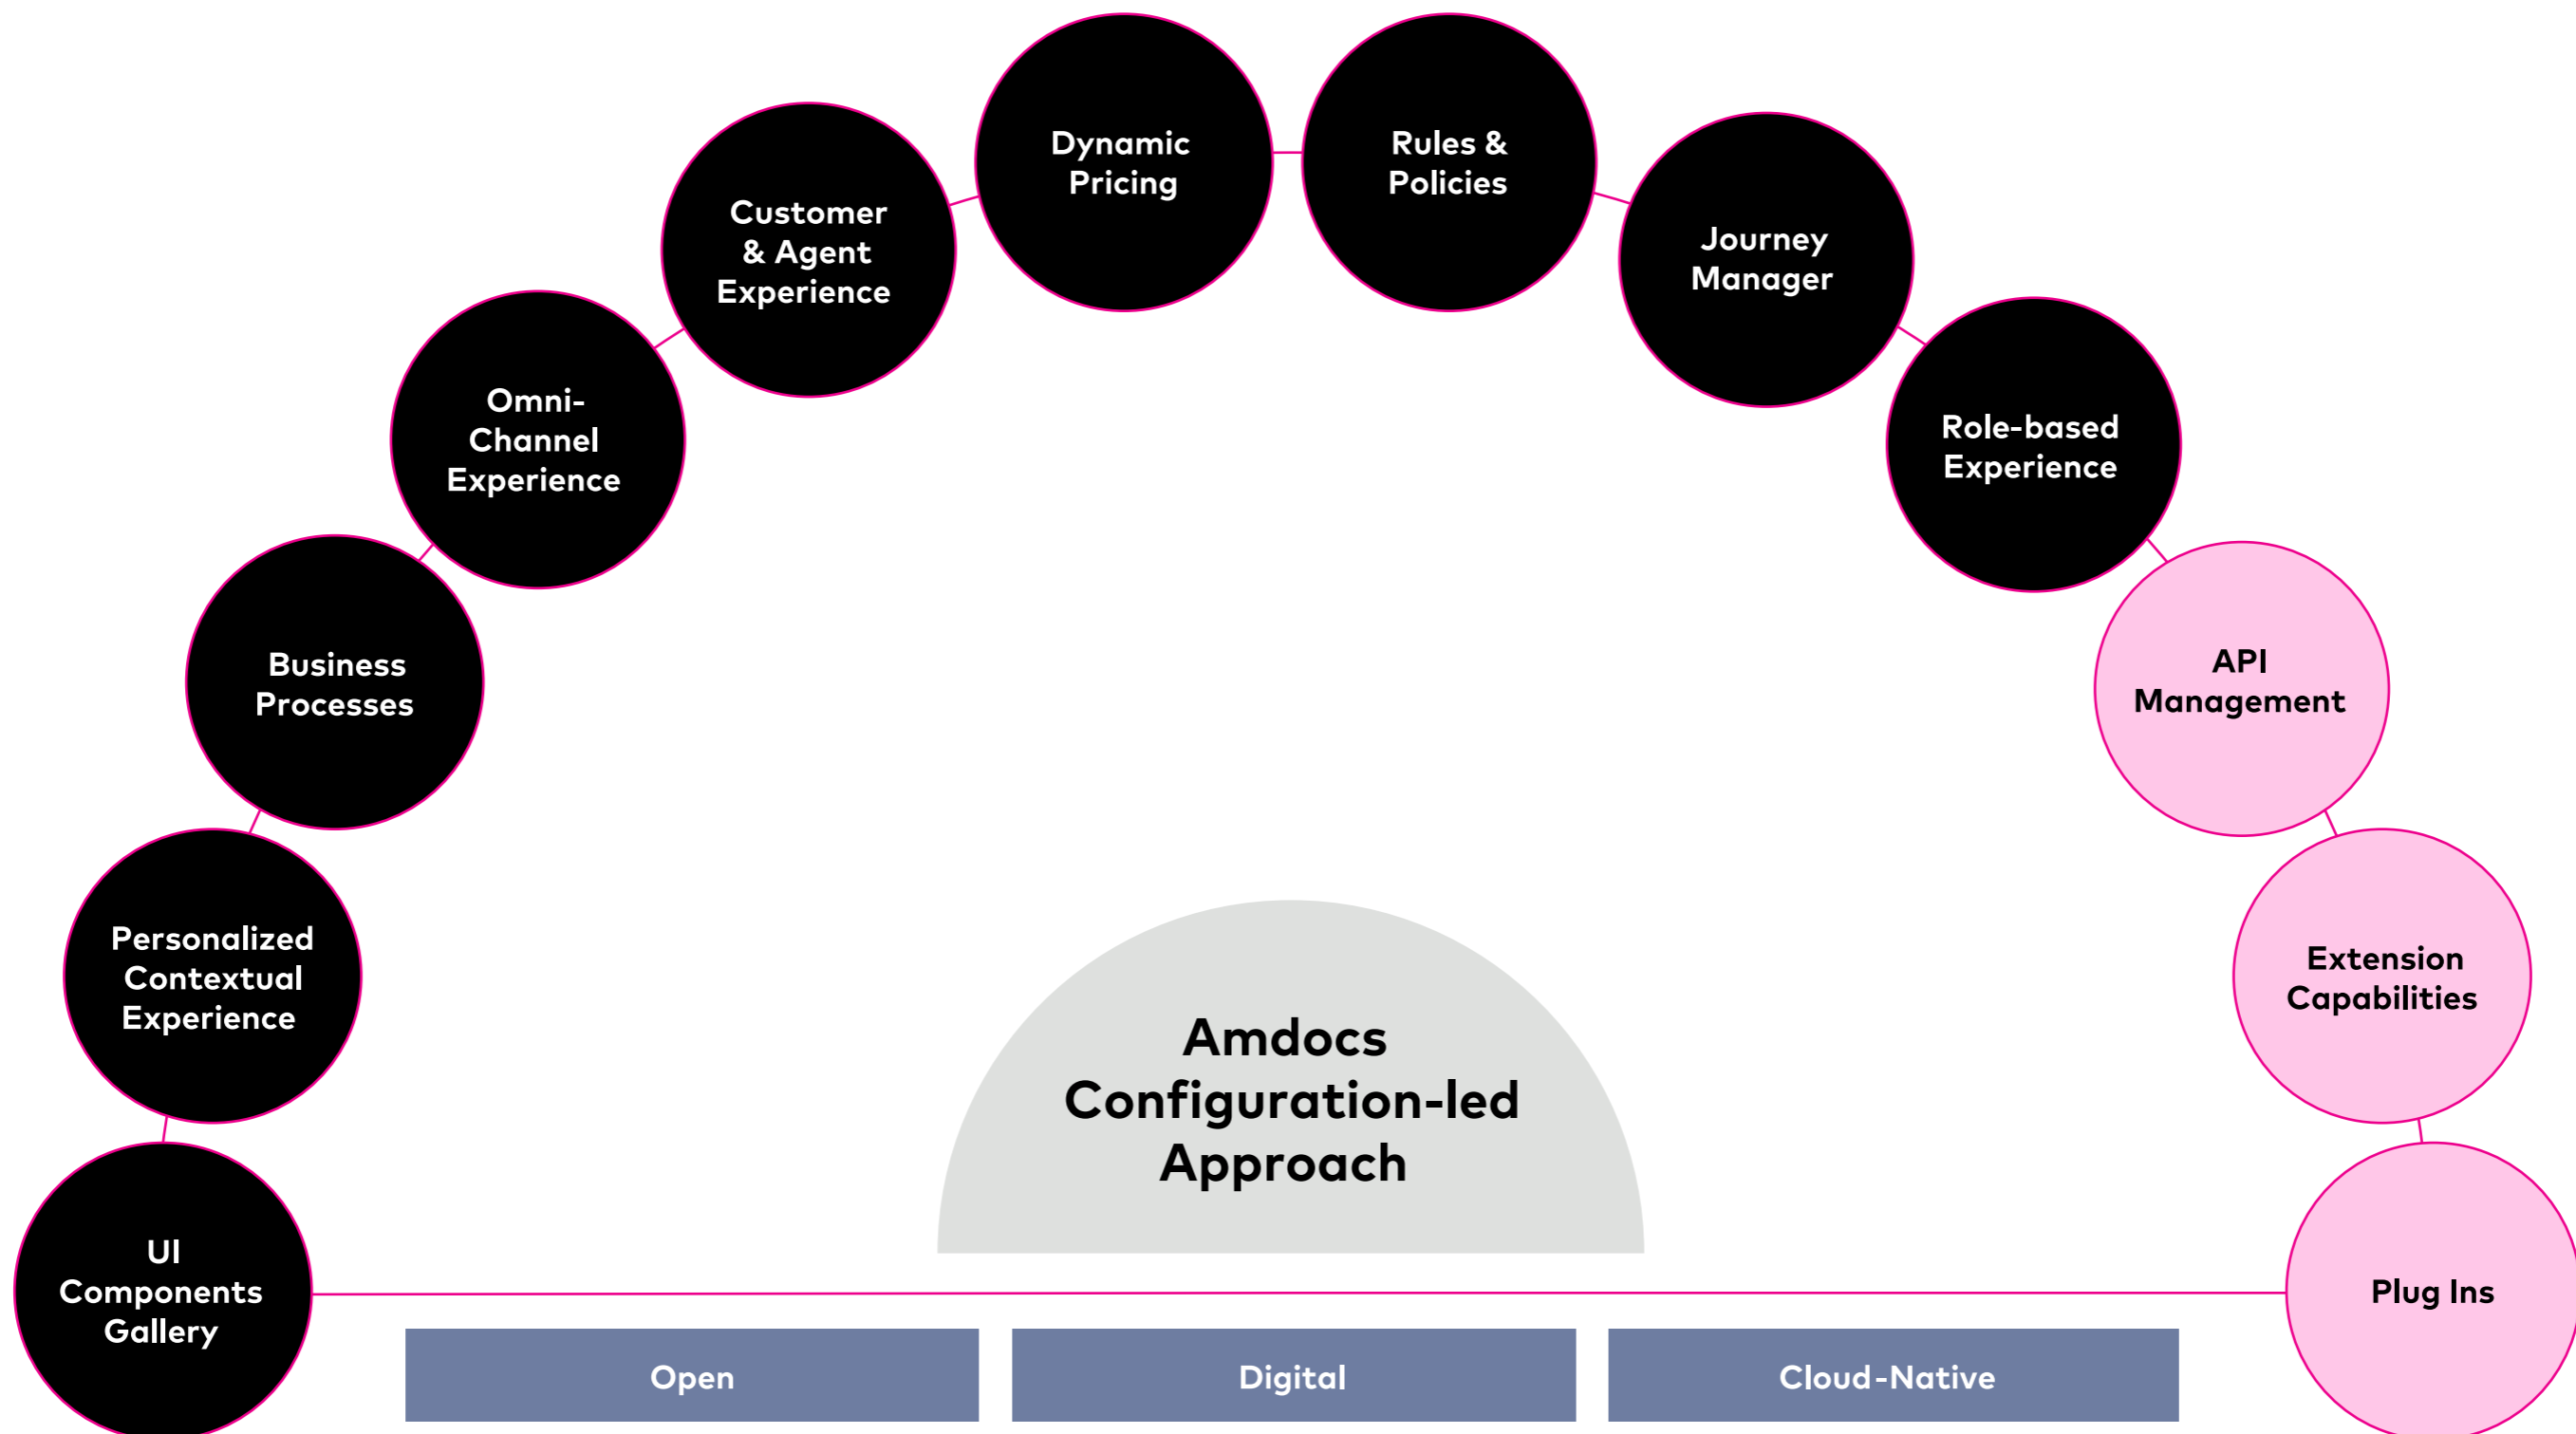 Dynamic
Pricing
Rules &
Policies
Customer
& Agent
Experience
Journey
Manager
Omni-
Channel
Experience
Role-based
Experience
Business
Processes
API
Management
Personalized
Contextual
Experience
Extension
Capabilities
Amdocs
Configuration-led
Approach
UI
Components
Gallery
Plug Ins
Open
Digital
Cloud-Native